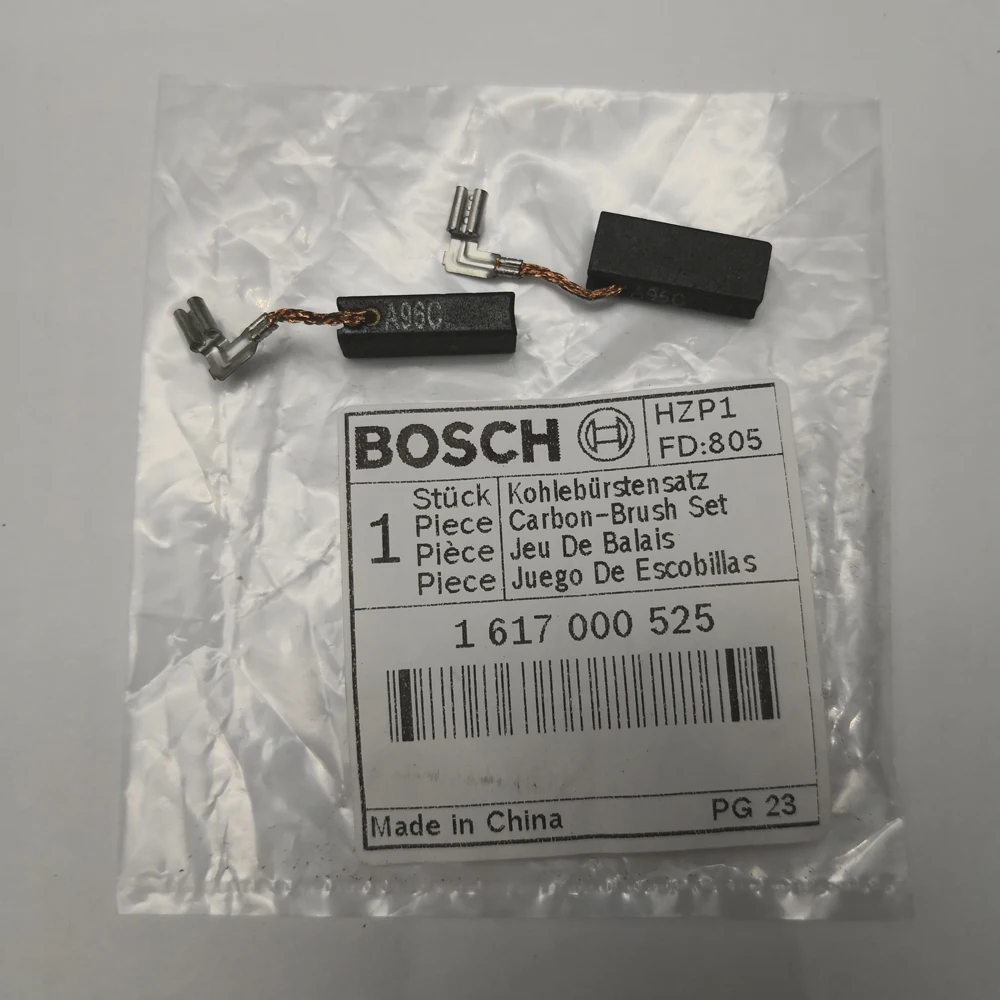 A96C
A96C
BOSCH
HZP1
FD:805
1
Stück
Piece
Pièce
Piece
Kohlebürstensatz
Carbon-Brush Set
Jeu De Balais
Juego De Escobillas
1 617 000 525
Made in China
PG 23